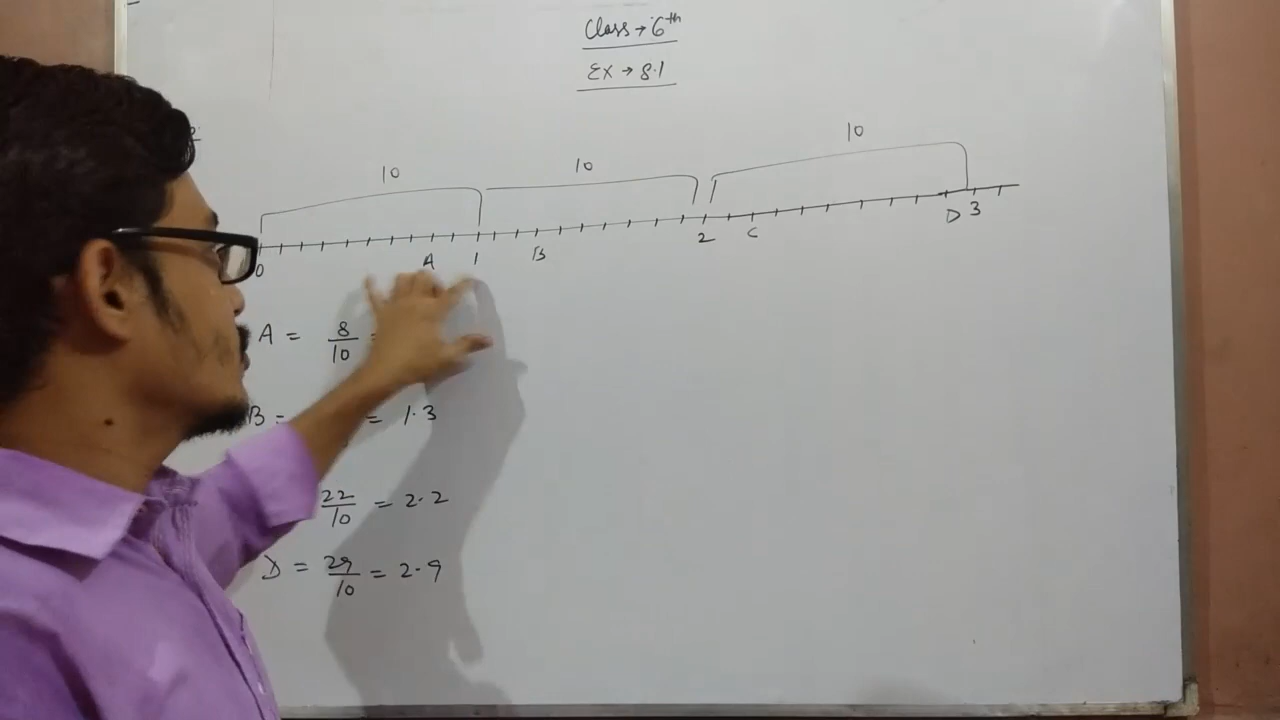 Class → 6th
Ex → 8.1
10 10 10
0 A 1 B 2 C D 3
A = 8/10 =
B = = 1.3
22/10 = 2.2
D = 29/10 = 2.9